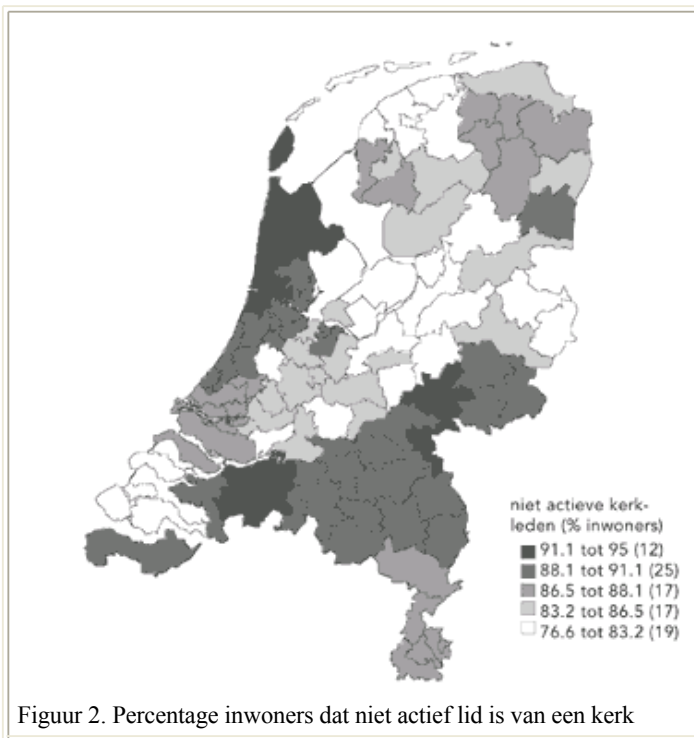 niet actieve kerk-
leden (% inwoners)
91.1 tot 95 (12)
88.1 tot 91.1 (25)
86.5 tot 88.1 (17)
83.2 tot 86.5 (17)
76.6 tot 83.2 (19)
Figuur 2. Percentage inwoners dat niet actief lid is van een kerk